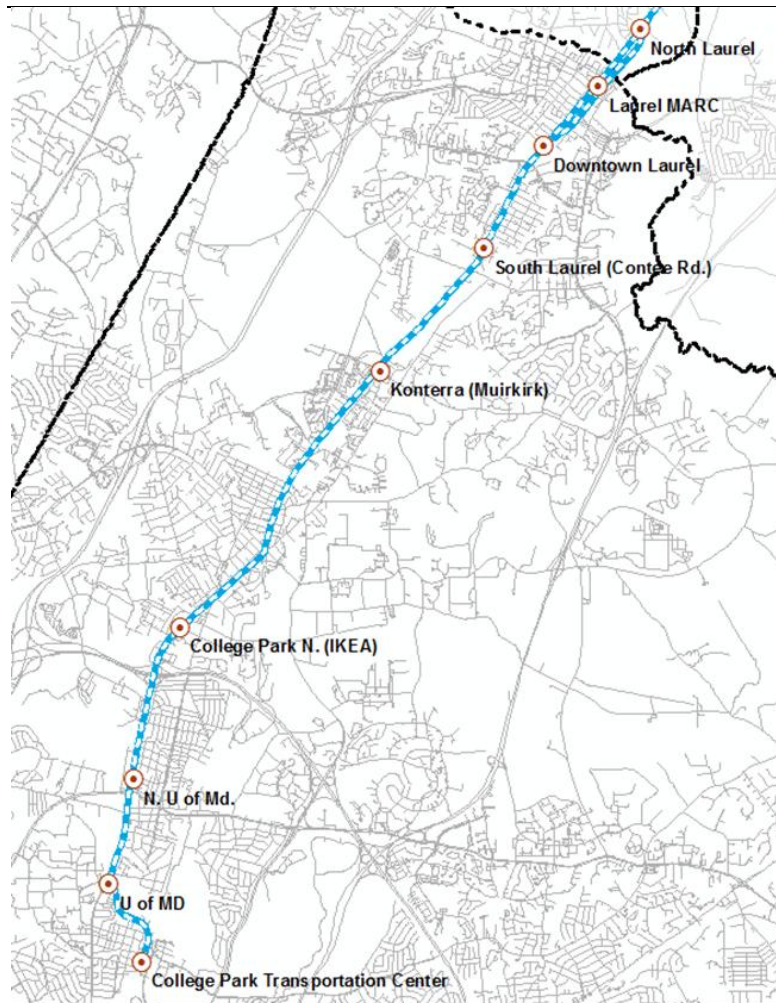 North Laurel
Laurel MARC
Downtown Laurel
South Laurel (Contee Rd.)
Konterra (Muirkirk)
College Park N. (IKEA)
N. U of Md.
U of MD
College Park Transportation Center